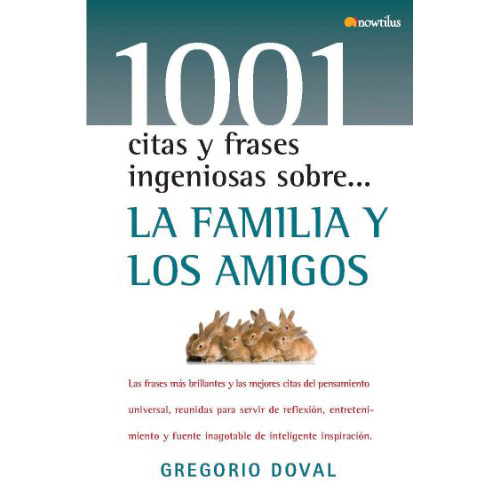 nowtilus
1001
citas y frases
ingeniosas sobre...
LA FAMILIA Y
LOS AMIGOS
Las frases más brillantes y las mejores citas del pensamiento
universal, reunidas para servir de reflexión, entreteni-
miento y fuente inagotable de inteligente inspiración.
GREGORIO DOVAL